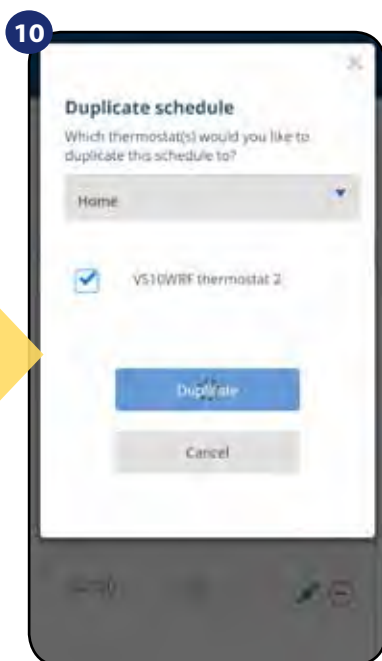 10
Duplicate schedule
Which thermostat(s) would you like to
duplicate this schedule to?
Home
VS10WRF thermostat 2
Duplicate
Cancel